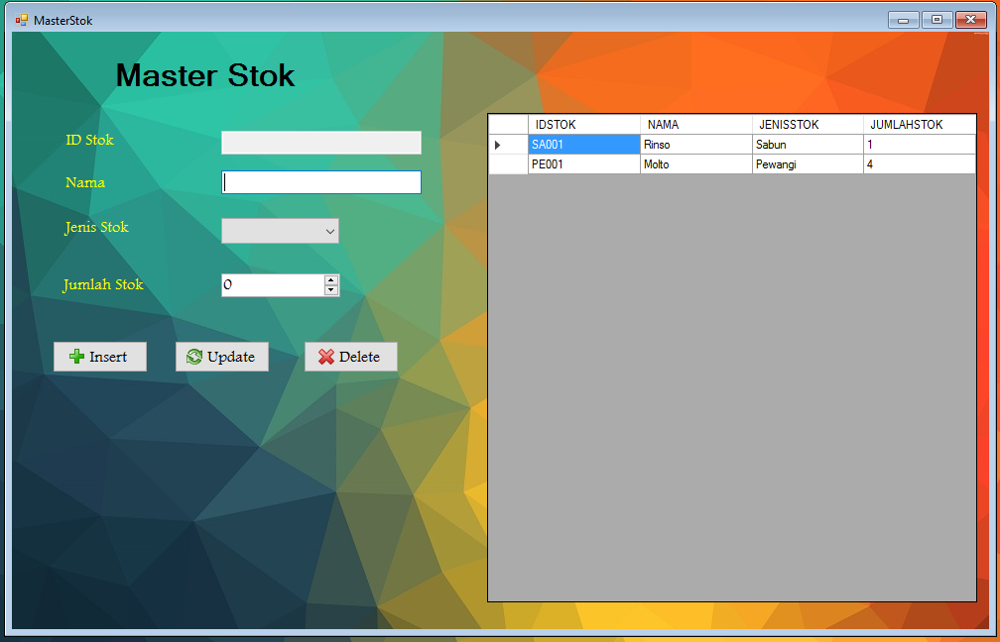 MasterStok
Master Stok
ID Stok
Nama
Jenis Stok
Jumlah Stok
0
Insert Update Delete
IDSTOK NAMA JENISSTOK JUMLAHSTOK
SA001 Rinso Sabun 1
PE001 Molto Pewangi 4